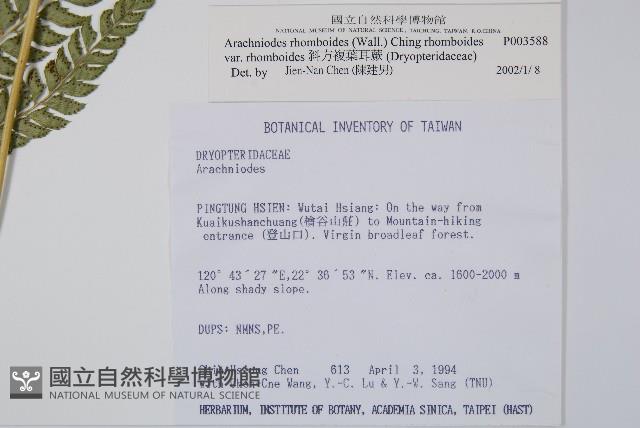 國立自然科學博物館
NATIONAL MUSEUM OF NATURAL SCIENCE, TAICHUNG, TAIWAN, R.O.CHINA
Arachniodes rhomboides (Wall.) Ching rhomboides P003588
var. rhomboides 斜方複葉耳蕨 (Dryopteridaceae)
Det. by Jien-Nan Chen (陳建男) 2002/1/ 8
BOTANICAL INVENTORY OF TAIWAN
DRYOPTERIDACEAE
Arachniodes
PINGTUNG HSIEN: Wutai Hsiang: On the way from
Kuaikushanchuang(檜谷山莊) to Mountain-hiking
entrance (登山口). Virgin broadleaf forest.
120° 43´27 ″E,22° 36´53 ″N. Elev. ca. 1600-2000 m
Along shady slope.
DUPS: NMNS,PE.
Chen 613 April 3, 1994
Wang, Y.-C. Lu & Y.-W. Sang (TNU)
國立自然科學博物館
NATIONAL MUSEUM OF NATURAL SCIENCE
HERBARIUM, INSTITUTE OF BOTANY, ACADEMIA SINICA, TAIPEI (HAST)